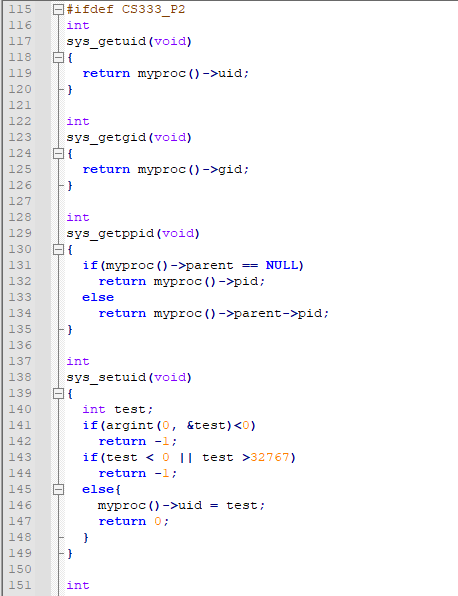 115 #ifdef CS333_P2
116 int
117 sys_getuid(void)
118 {
119 return myproc()->uid;
120 }
121
122 int
123 sys_getgid(void)
124 {
125 return myproc()->gid;
126 }
127
128 int
129 sys_getppid(void)
130 {
131 if(myproc()->parent == NULL)
132 return myproc()->pid;
133 else
134 return myproc()->parent->pid;
135 }
136
137 int
138 sys_setuid(void)
139 {
140 int test;
141 if(argint(0, &test)<0)
142 return -1;
143 if(test < 0 || test >32767)
144 return -1;
145 else{
146 myproc()->uid = test;
147 return 0;
148 }
149 }
150
151 int